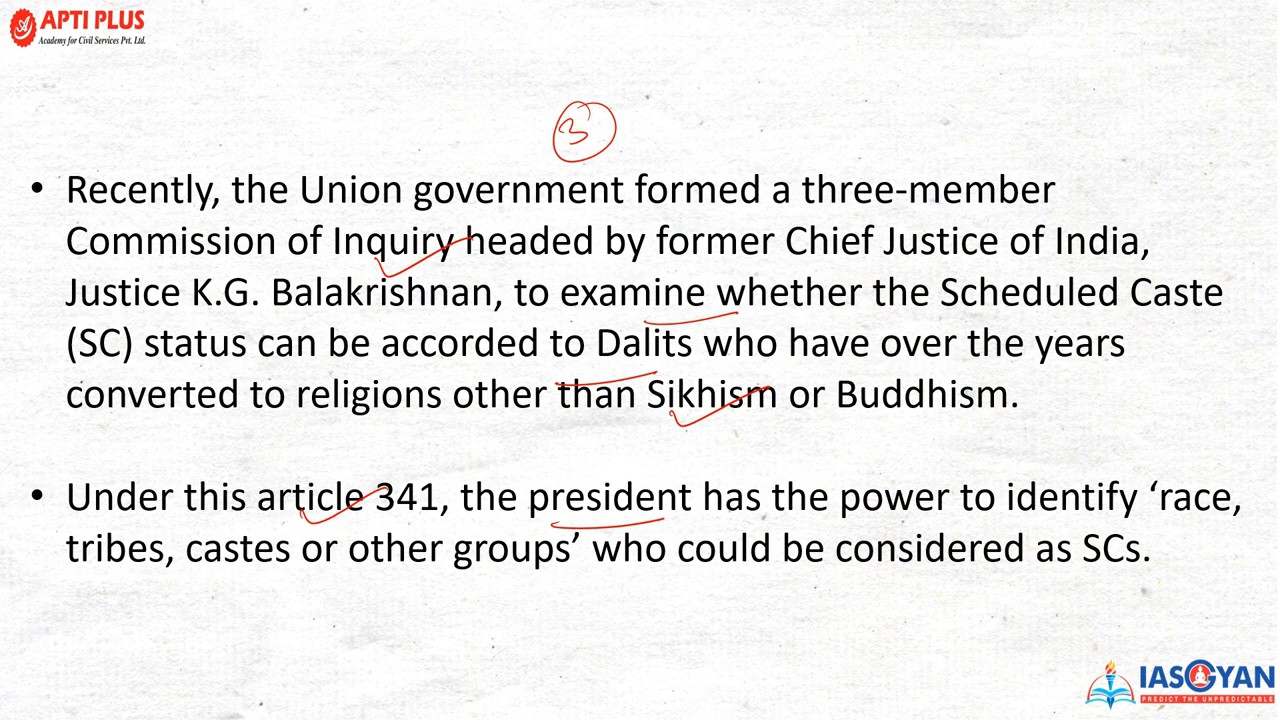 APTI PLUS
Academy for Civil Services Pvt. Ltd.
3
• Recently, the Union government formed a three-member
Commission of Inquiry headed by former Chief Justice of India,
Justice K.G. Balakrishnan, to examine whether the Scheduled Caste
(SC) status can be accorded to Dalits who have over the years
converted to religions other than Sikhism or Buddhism.
• Under this article 341, the president has the power to identify ‘race,
tribes, castes or other groups’ who could be considered as SCs.
IASGYAN
PREDICT THE UNPREDICTABLE